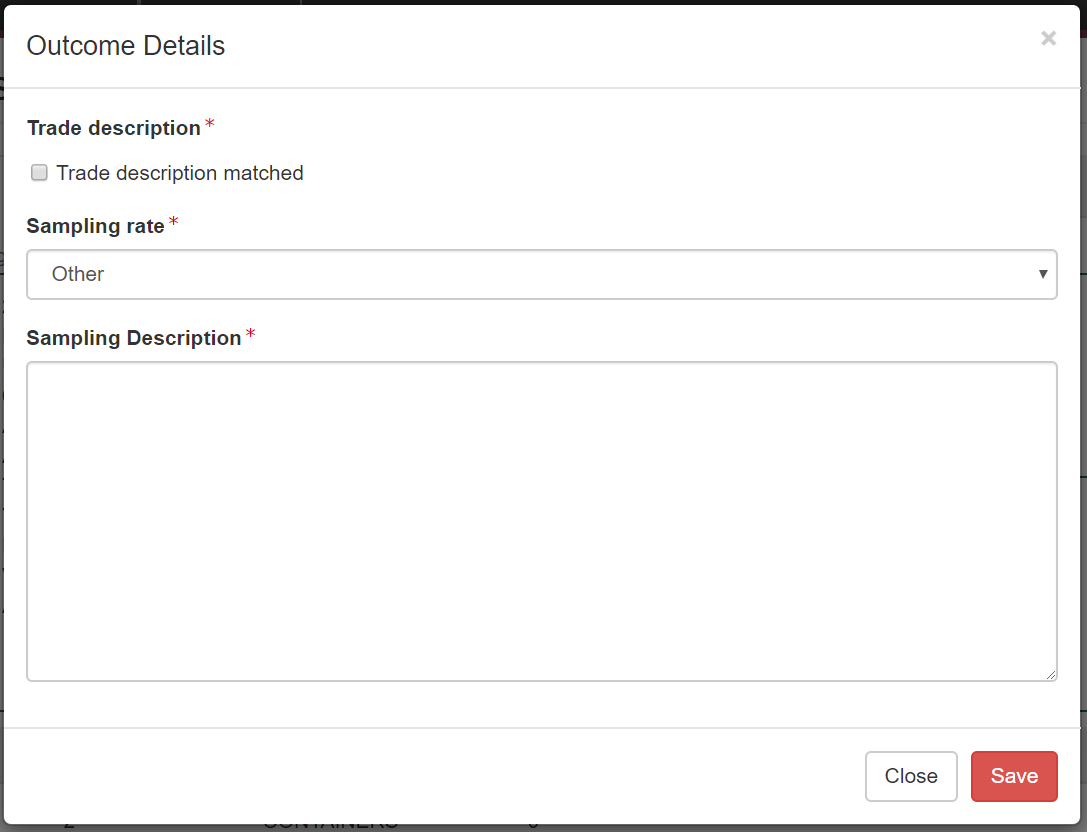 Outcome Details ×
Trade description *
Trade description matched
Sampling rate *
Other
Sampling Description *
Close Save